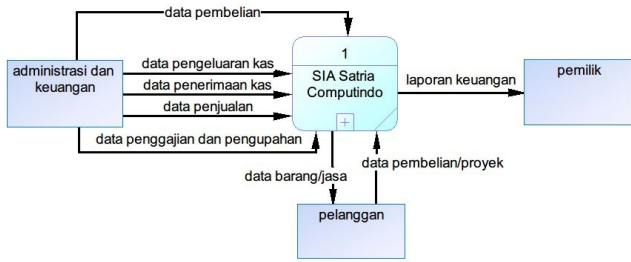 data pembelian
administrasi dan
keuangan
data pengeluaran kas
data penerimaan kas
data penjualan
data penggajian dan pengupahan
1
SIA Satria
Computindo
laporan keuangan
pemilik
data barang/jasa
data pembelian/proyek
pelanggan